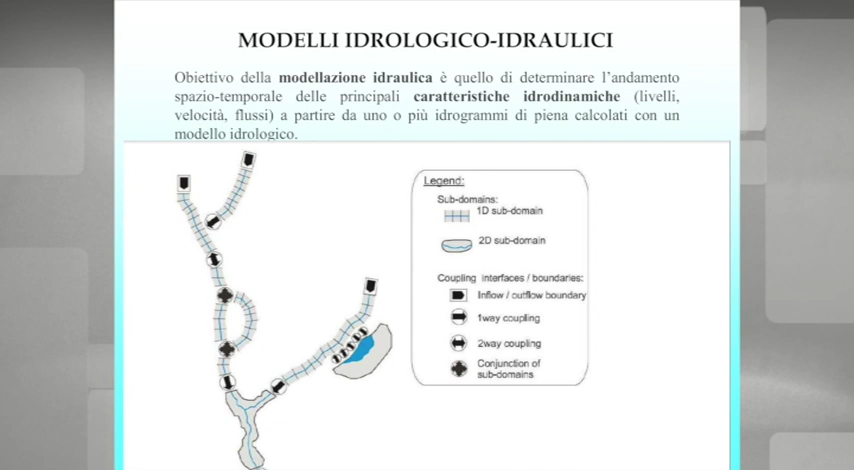 MODELLI IDROLOGICO-IDRAULICI
Obiettivo della modellazione idraulica è quello di determinare l'andamento
spazio-temporale delle principali caratteristiche idrodinamiche (livelli,
velocità, flussi) a partire da uno o più idrogrammi di piena calcolati con un
modello idrologico.
Legend:
Sub-domains:
1D sub-domain
2D sub-domain
Coupling interfaces / boundaries:
Inflow / outflow boundary
1way coupling
2way coupling
Conjunction of
sub-domains